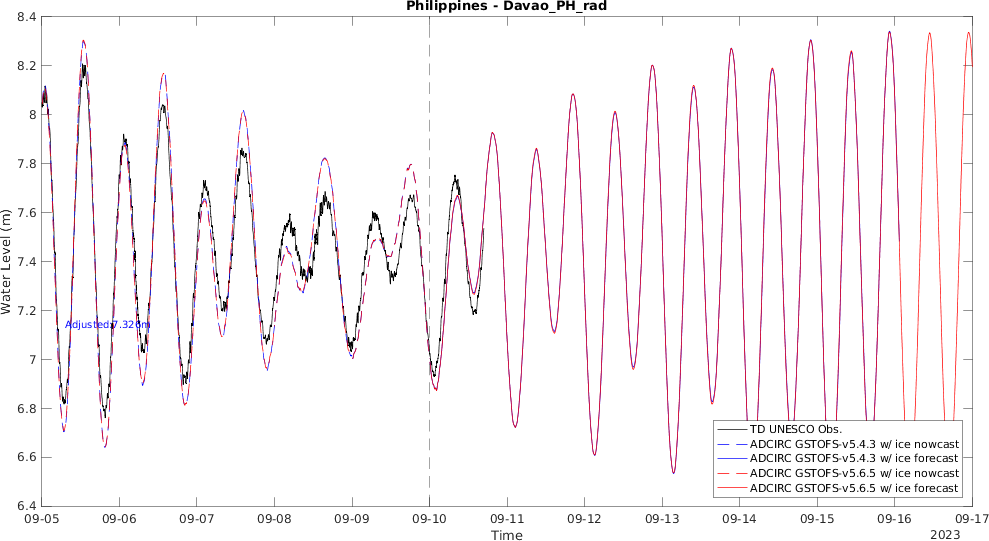 Philippines - Davao_PH_rad
Water Level (m)
8.4
8.2
8
7.8
7.6
7.4
7.2
7
6.8
6.6
6.4
Adjusted:7.326m
TD UNESCO Obs.
ADCIRC GSTOFS-v5.4.3 w/ ice nowcast
ADCIRC GSTOFS-v5.4.3 w/ ice forecast
ADCIRC GSTOFS-v5.6.5 w/ ice nowcast
ADCIRC GSTOFS-v5.6.5 w/ ice forecast
09-05 09-06 09-07 09-08 09-09 09-10 09-11 09-12 09-13 09-14 09-15 09-16 09-17
Time
2023